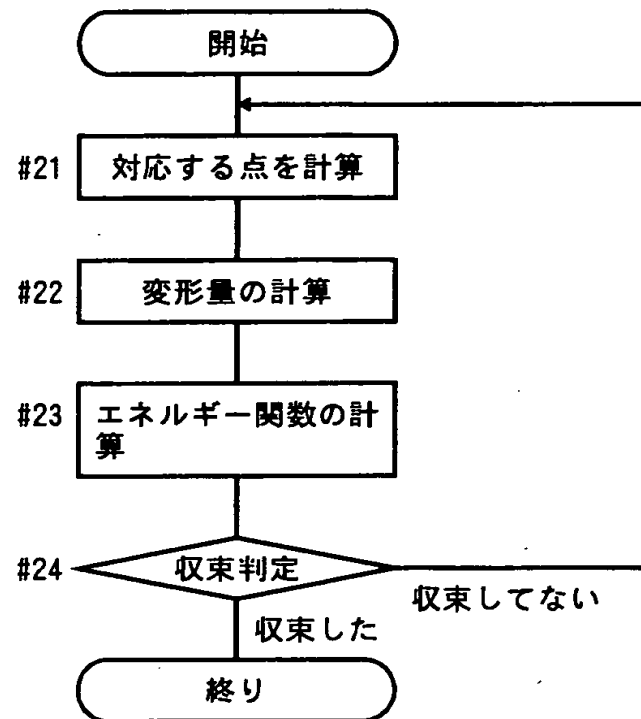 開始
#21 対応する点を計算
#22 変形量の計算
#23 エネルギー関数の計
算
#24 収束判定
収束してない
収束した
終り